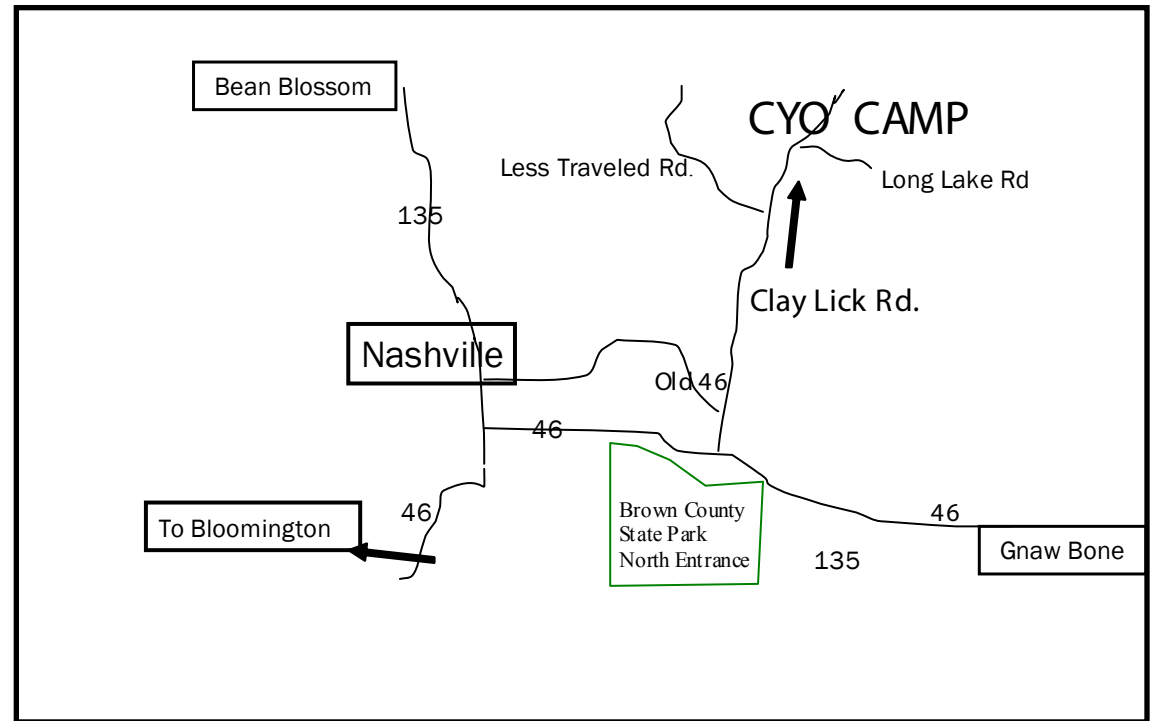 Bean Blossom
CYO CAMP
Less Traveled Rd.
Long Lake Rd
135
Clay Lick Rd.
Nashville
Old 46
46
Brown County
State Park
North Entrance
46
To Bloomington
46
135
Gnaw Bone